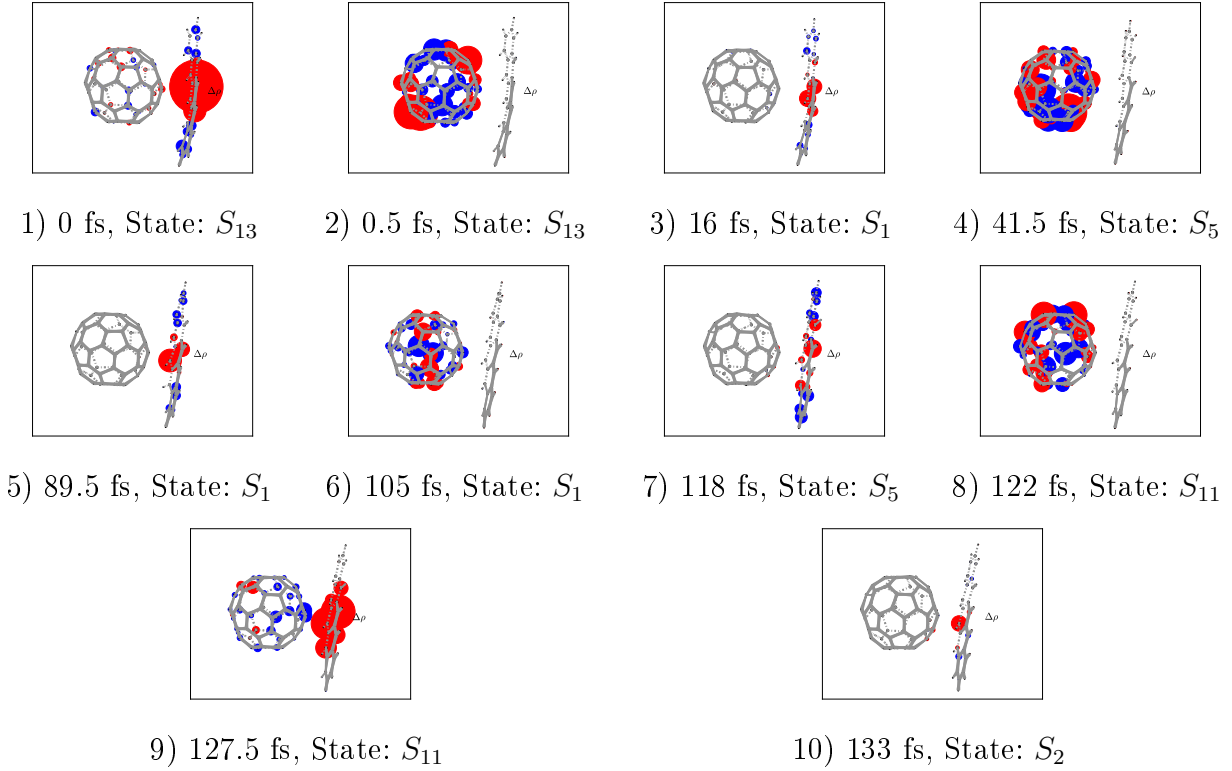 Δρ Δρ Δρ Δρ
1) 0 fs, State: S₁₃ 2) 0.5 fs, State: S₁₃ 3) 16 fs, State: S₁ 4) 41.5 fs, State: S₅
Δρ Δρ Δρ Δρ
5) 89.5 fs, State: S₁ 6) 105 fs, State: S₁ 7) 118 fs, State: S₅ 8) 122 fs, State: S₁₁
Δρ Δρ
9) 127.5 fs, State: S₁₁ 10) 133 fs, State: S₂